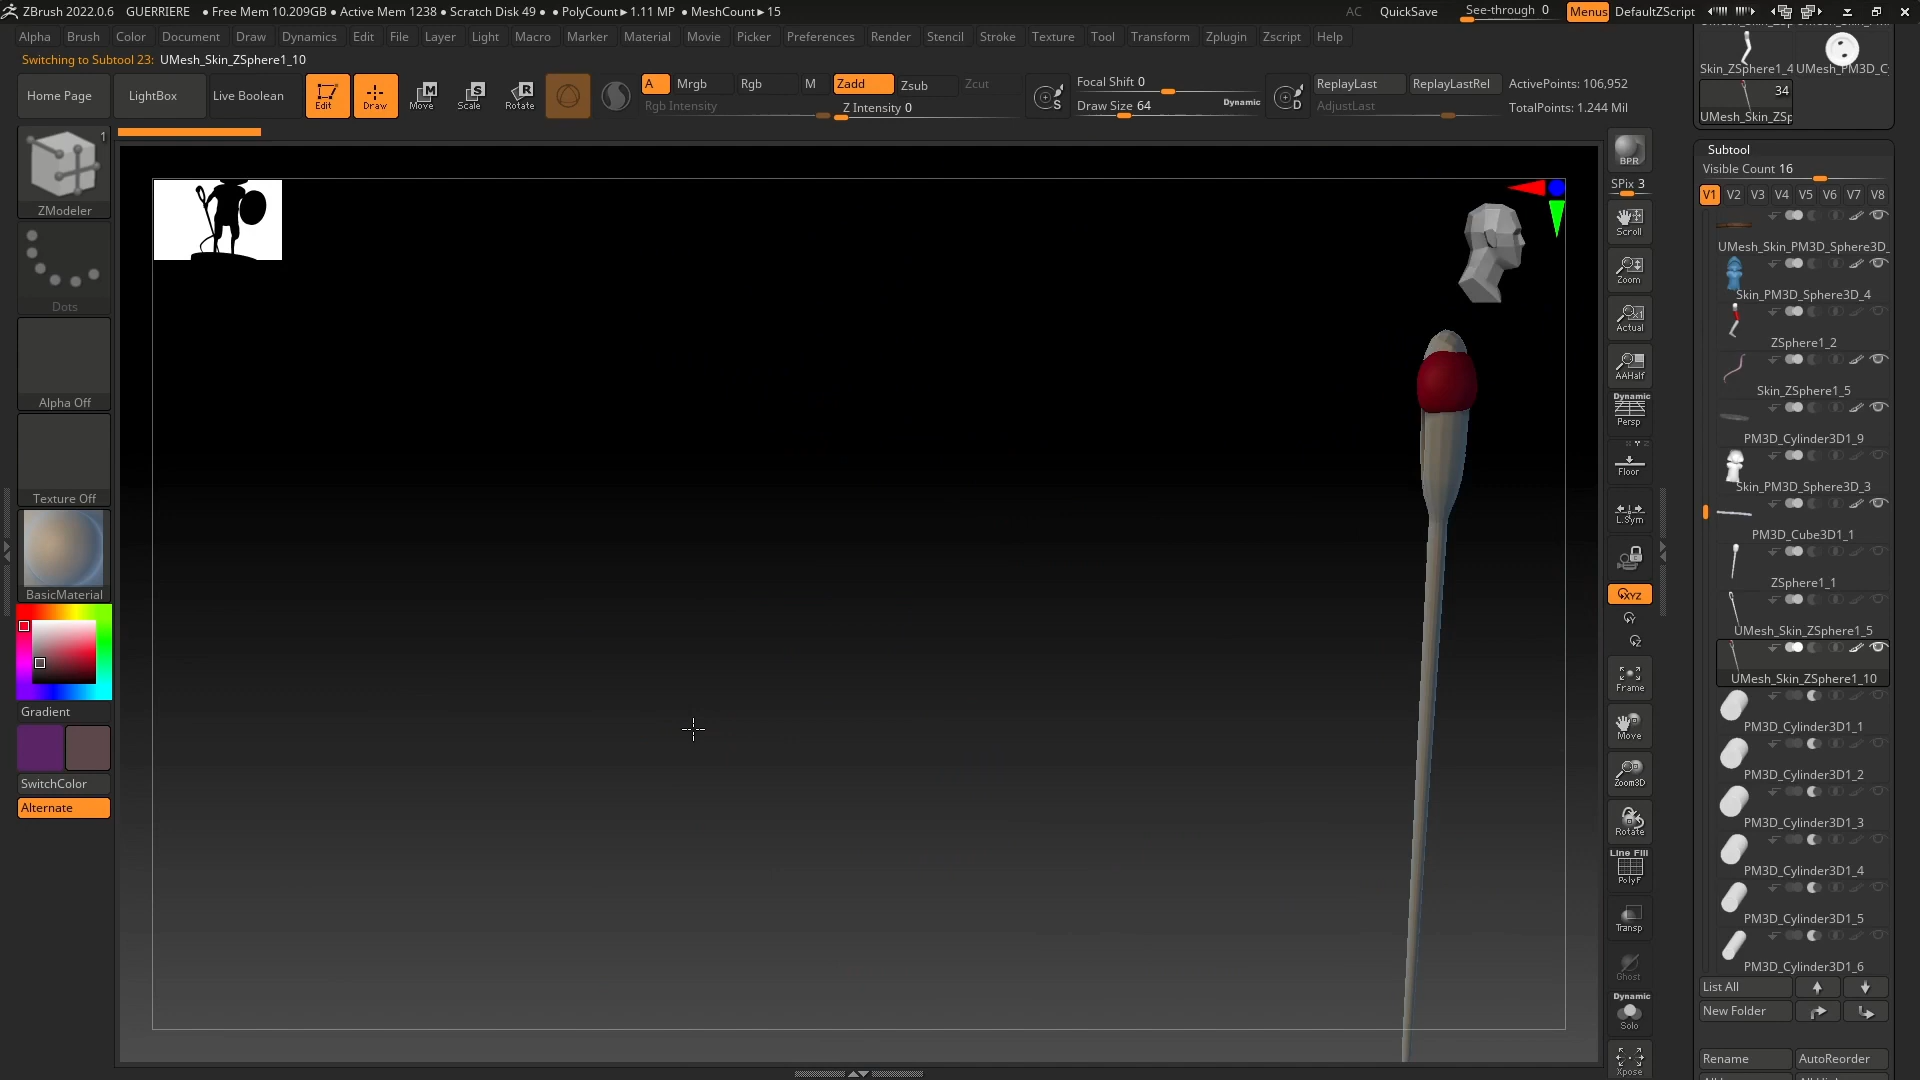 ZBrush 2022.0.6 GUERRIERE • Free Mem 10.209GB • Active Mem 1238 • Scratch Disk 49 • • PolyCount▸1.11 MP • MeshCount▸15 AC QuickSave See-through 0 Menus DefaultZScript
Alpha Brush Color Document Draw Dynamics Edit File Layer Light Macro Marker Material Movie Picker Preferences Render Stencil Stroke Texture Tool Transform Zplugin Zscript Help
Switching to Subtool 23: UMesh_Skin_ZSphere1_10
Home Page LightBox Live Boolean Edit Draw Move Scale Rotate
A Mrgb Rgb M Zadd Zsub Zcut
Rgb Intensity Z Intensity 0
S Focal Shift 0
Draw Size 64 Dynamic
D ReplayLast ReplayLastRel ActivePoints: 106,952
AdjustLast TotalPoints: 1.244 Mil
1
ZModeler
Dots
Alpha Off
Texture Off
BasicMaterial
Gradient
SwitchColor
Alternate
BPR
SPix 3
Scroll
Zoom
Actual
AAHalf
Dynamic
Persp
Floor
L.Sym
XYZ
Y
Z
Frame
Move
Zoom3D
Rotate
Line Fill
PolyF
Transp
Ghost
Dynamic
Solo
Xpose
Skin_ZSphere1_4 UMesh_PM3D_C
34
UMesh_Skin_ZSp
Subtool
Visible Count 16
V1 V2 V3 V4 V5 V6 V7 V8
UMesh_Skin_PM3D_Sphere3D_
Skin_PM3D_Sphere3D_4
ZSphere1_2
Skin_ZSphere1_5
PM3D_Cylinder3D1_9
Skin_PM3D_Sphere3D_3
PM3D_Cube3D1_1
ZSphere1_1
UMesh_Skin_ZSphere1_5
UMesh_Skin_ZSphere1_10
PM3D_Cylinder3D1_1
PM3D_Cylinder3D1_2
PM3D_Cylinder3D1_3
PM3D_Cylinder3D1_4
PM3D_Cylinder3D1_5
PM3D_Cylinder3D1_6
List All
New Folder
Rename AutoReorder